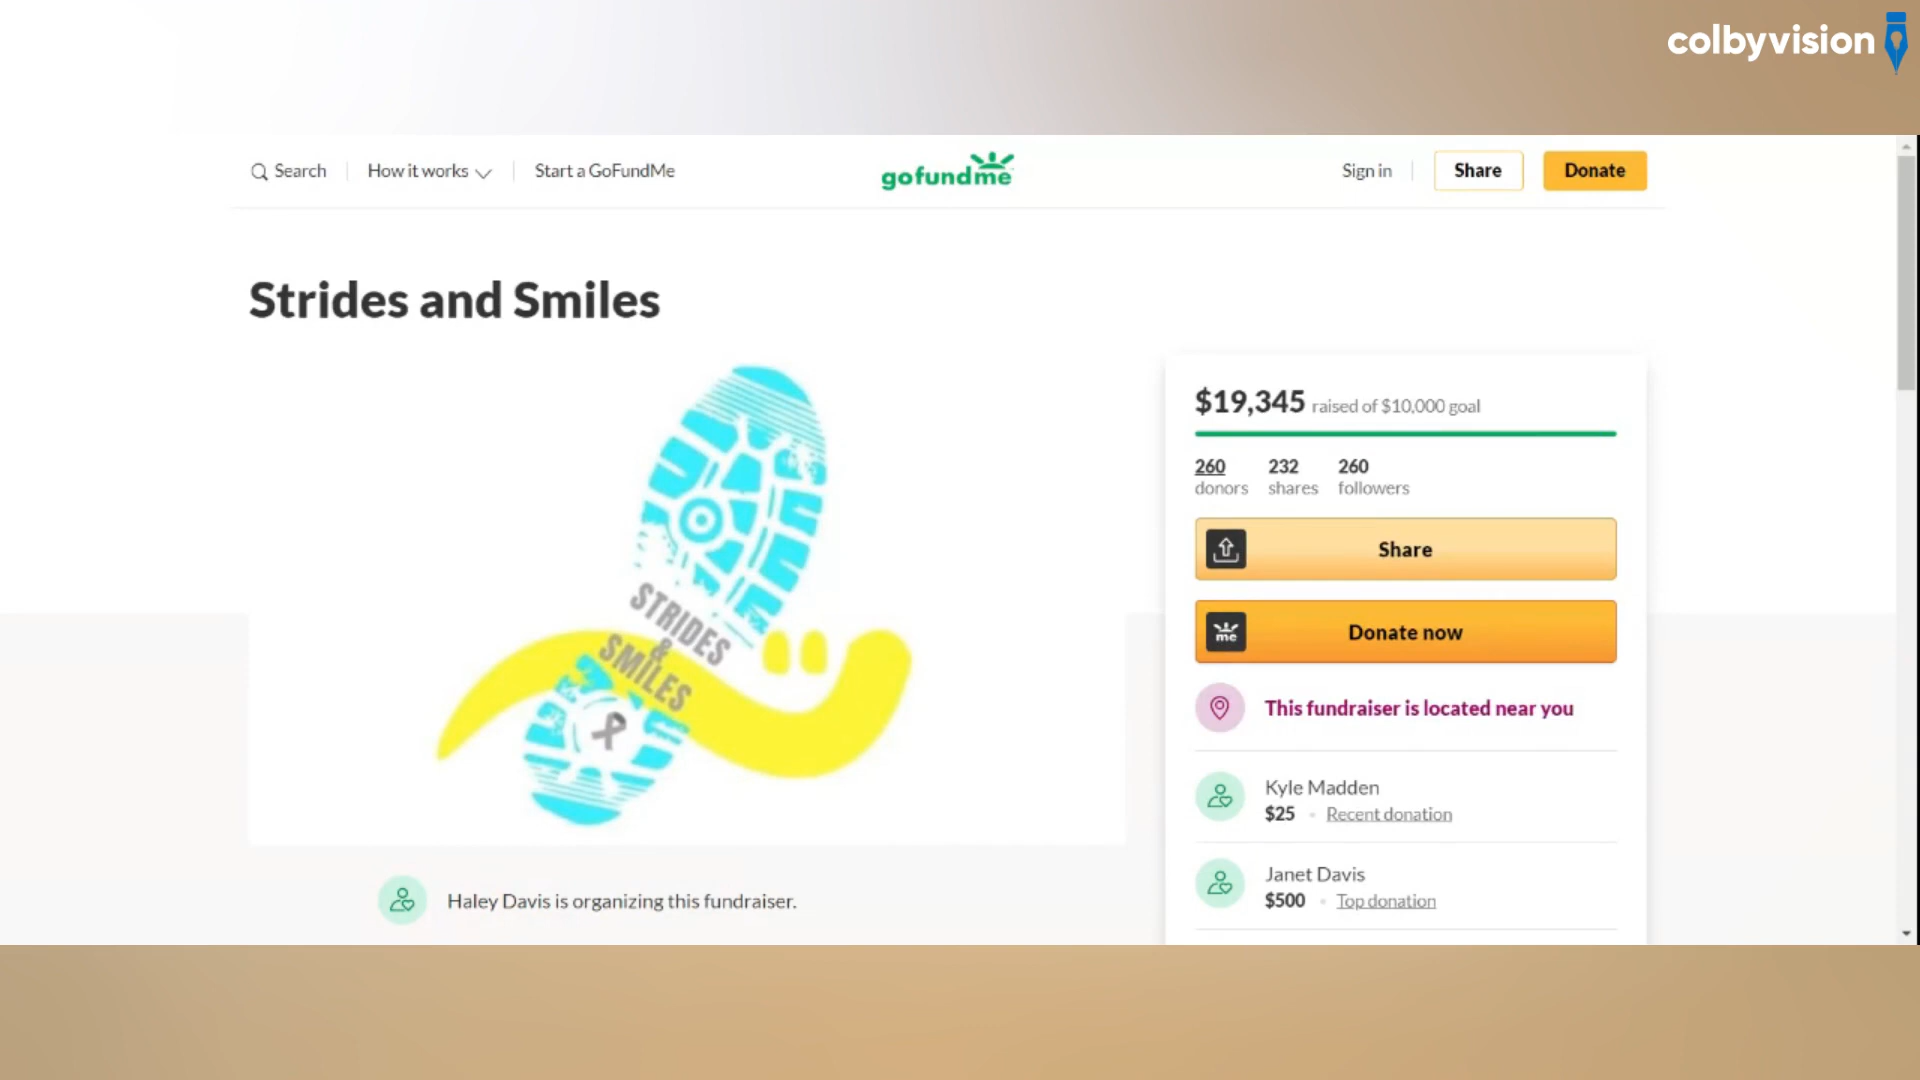 colbyvision
Search
How it works
Start a GoFundMe
gofundme
Sign in
Share
Donate
Strides and Smiles
STRIDES
&
SMILES
$19,345 raised of $10,000 goal
260 232 260
donors shares followers
Share
me
Donate now
This fundraiser is located near you
Kyle Madden
$25 • Recent donation
Janet Davis
$500 • Top donation
Haley Davis is organizing this fundraiser.